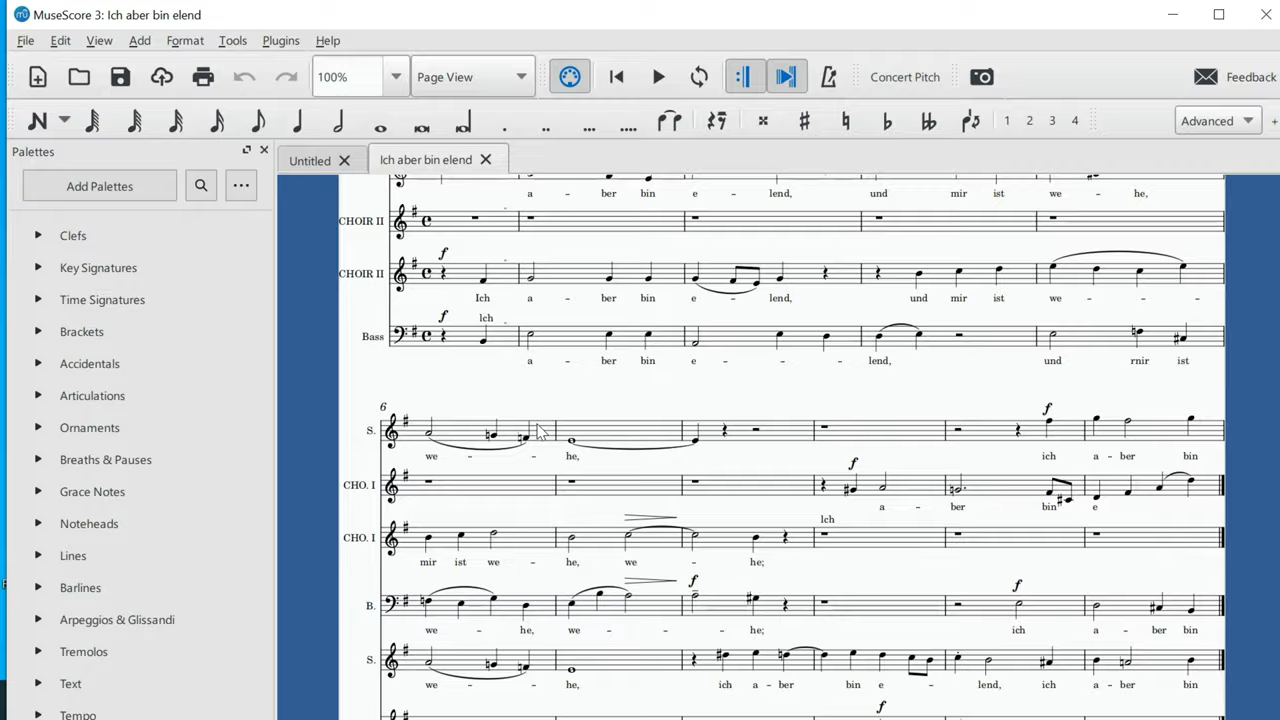 MuseScore 3: Ich aber bin elend
File Edit View Add Format Tools Plugins Help
100% Page View Concert Pitch Feedback
1 2 3 4 Advanced +
Palettes
Untitled Ich aber bin elend
Add Palettes ...
Clefs
Key Signatures
Time Signatures
Brackets
Accidentals
Articulations
Ornaments
Breaths & Pauses
Grace Notes
Noteheads
Lines
Barlines
Arpeggios & Glissandi
Tremolos
Text
Tempo
a - ber bin e - lend, und mir ist we - he,
CHOIR II
f
CHOIR II
Ich a - ber bin e - lend, und mir ist we - - -
f lch
Bass
a - ber bin e - - - lend, und rnir ist
6
f
S.
we - - he, ich a - ber bin
f
CHO. I
a - ber bin e
lch
CHO. I
mir ist we - he, we - he;
f f
B.
we - he, we - - he; ich a - ber bin
S.
we - - he, ich a - ber bin e - lend, ich a - ber bin
f